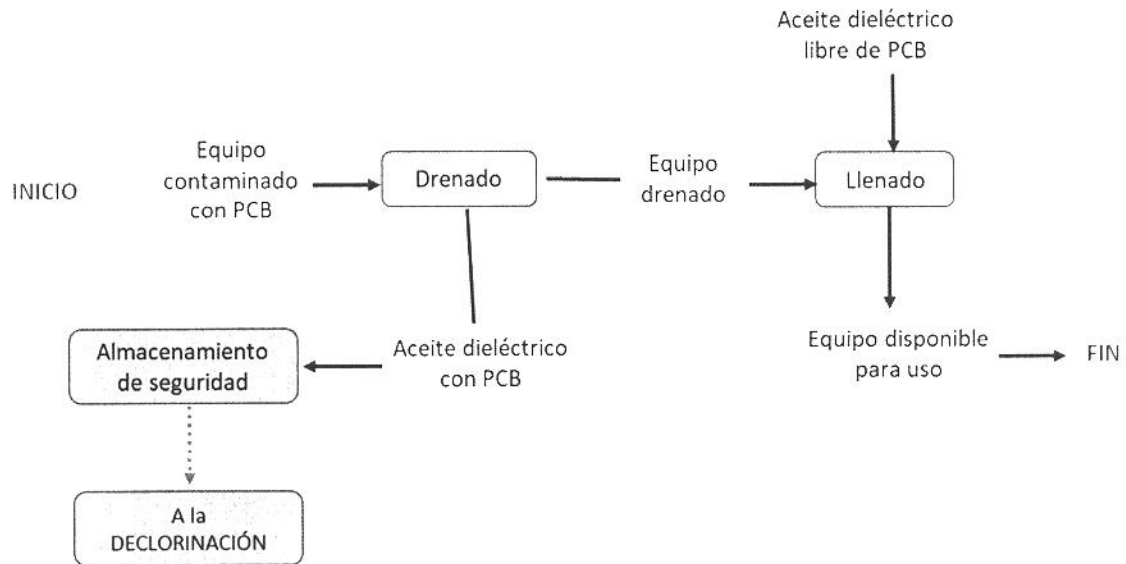 Aceite dieléctrico
libre de PCB
INICIO
Equipo
contaminado
con PCB
Drenado
Equipo
drenado
Llenado
Almacenamiento
de seguridad
Aceite dieléctrico
con PCB
Equipo disponible
para uso
FIN
A la
DECLORINACIÓN